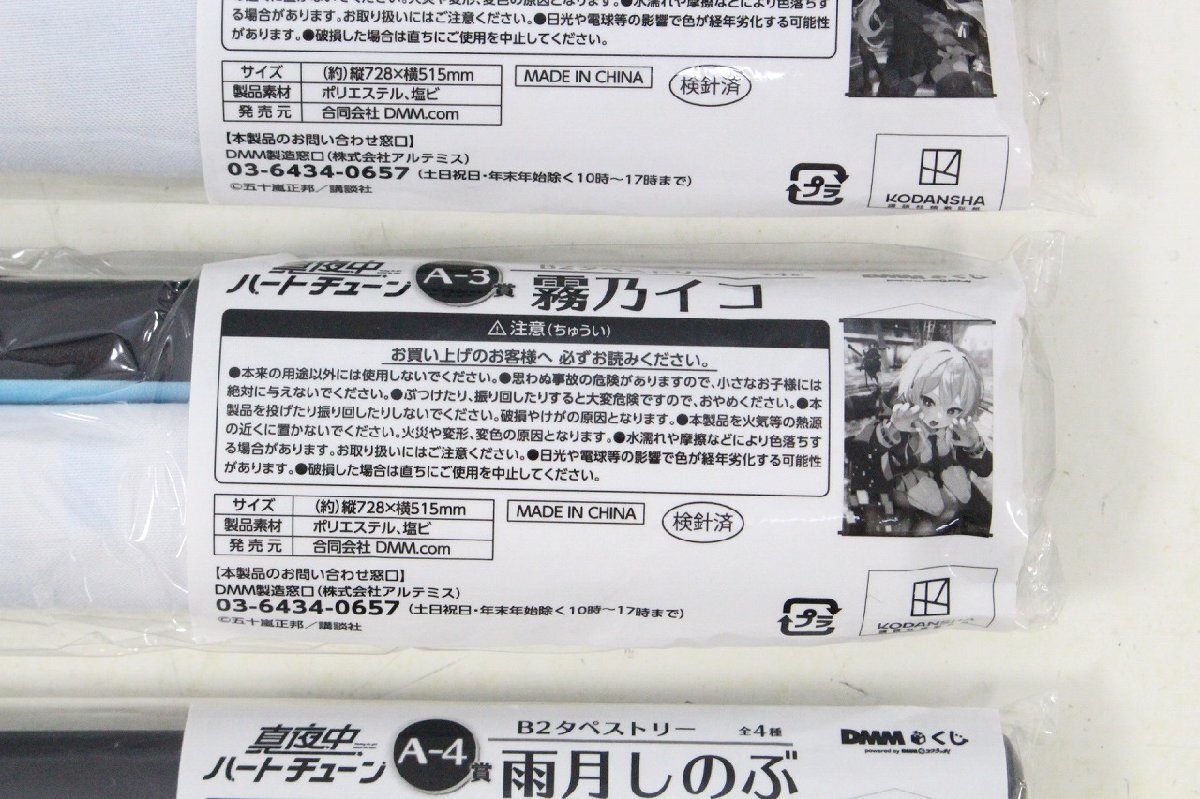 る場合があります。お取り扱いにはご注意ください。●日光や電球等の影響で色が経年劣化する可能性
があります。●破損した場合は直ちにご使用を中止してください。
サイズ (約)縦728×横515mm
製品素材 ポリエステル、塩ビ
発売元 合同会社DMM.com
MADE IN CHINA
検針済
【本製品のお問い合わせ窓口】
DMM製造窓口(株式会社アルテミス)
03-6434-0657 (土日祝日・年末年始除く10時〜17時まで)
©五十嵐正邦/講談社
プラ
KODANSHA
真夜中
ハートチューン
A-3賞
B2タペストリー 全4種
霧乃イコ
⚠注意(ちゅうい)
お買い上げのお客様へ 必ずお読みください。
●本来の用途以外には使用しないでください。●思わぬ事故の危険がありますので、小さなお子様には
絶対に与えないでください。●ぶつけたり、振り回したりすると大変危険ですので、おやめください。●本
製品を投げたり振り回したりしないでください。破損やけがの原因となります。●本製品を火気等の熱源
の近くに置かないでください。火災や変形、変色の原因となります。●水濡れや摩擦などにより色落ちす
る場合があります。お取り扱いにはご注意ください。●日光や電球等の影響で色が経年劣化する可能性
があります。●破損した場合は直ちにご使用を中止してください。
サイズ (約)縦728×横515mm
製品素材 ポリエステル、塩ビ
発売元 合同会社DMM.com
MADE IN CHINA
検針済
【本製品のお問い合わせ窓口】
DMM製造窓口(株式会社アルテミス)
03-6434-0657 (土日祝日・年末年始除く10時〜17時まで)
©五十嵐正邦/講談社
プラ
KODANSHA
真夜中
ハートチューン
A-4賞
B2タペストリー 全4種
雨月しのぶ
DMMくじ